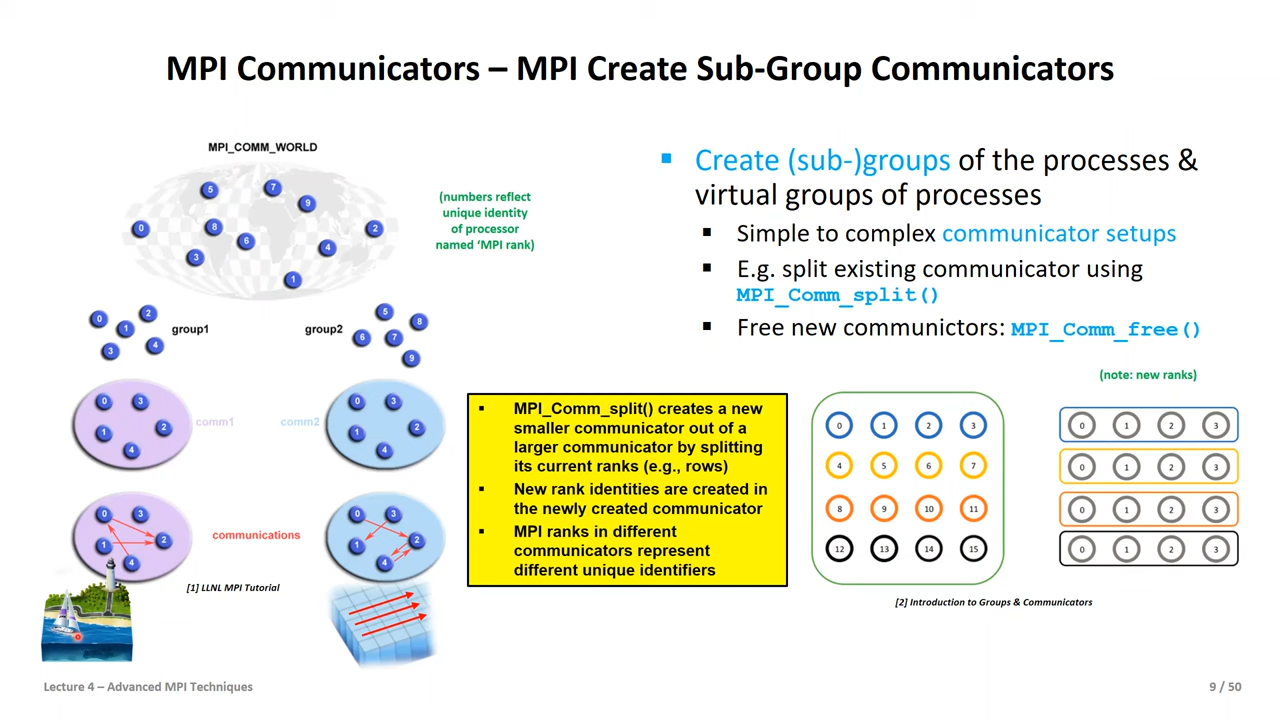 MPI Communicators – MPI Create Sub-Group Communicators
MPI_COMM_WORLD
5
7
9
0
8
6
2
4
3
1
(numbers reflect
unique identity
of processor
named ‘MPI rank)
0
2
1
3
4
group1
group2
5
8
6
7
9
0
3
1
2
4
comm1
comm2
0
3
1
2
4
0
3
1
2
4
communications
0
3
1
2
4
[1] LLNL MPI Tutorial
▪ Create (sub-)groups of the processes &
virtual groups of processes
▪ Simple to complex communicator setups
▪ E.g. split existing communicator using
MPI_Comm_split()
▪ Free new communictors: MPI_Comm_free()
▪ MPI_Comm_split() creates a new
smaller communicator out of a
larger communicator by splitting
its current ranks (e.g., rows)
▪ New rank identities are created in
the newly created communicator
▪ MPI ranks in different
communicators represent
different unique identifiers
0 1 2 3
4 5 6 7
8 9 10 11
12 13 14 15
(note: new ranks)
0 1 2 3
0 1 2 3
0 1 2 3
0 1 2 3
[2] Introduction to Groups & Communicators
Lecture 4 – Advanced MPI Techniques
9 / 50